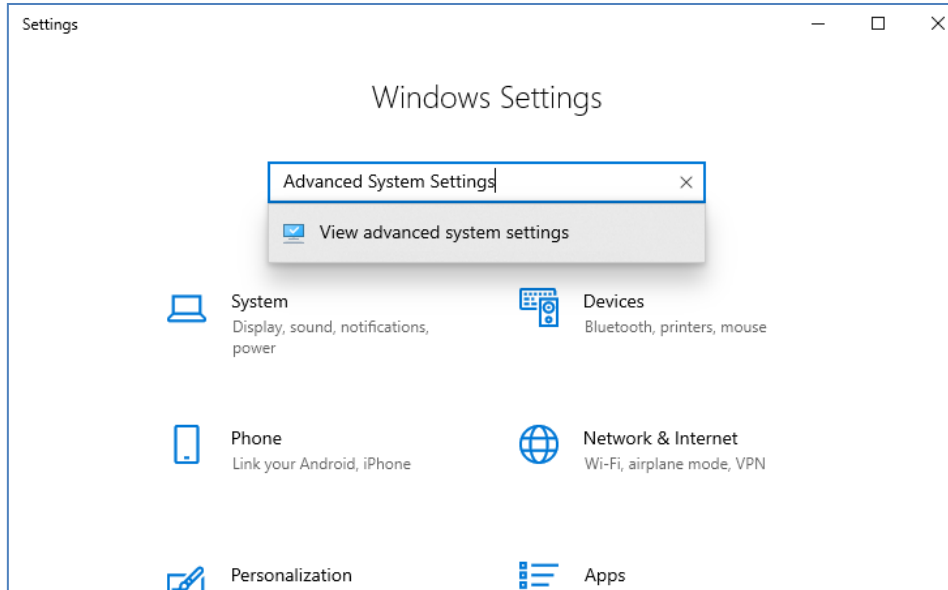 Settings
Windows Settings
Advanced System Settings
View advanced system settings
System
Display, sound, notifications,
power
Devices
Bluetooth, printers, mouse
Phone
Link your Android, iPhone
Network & Internet
Wi-Fi, airplane mode, VPN
Personalization
Apps